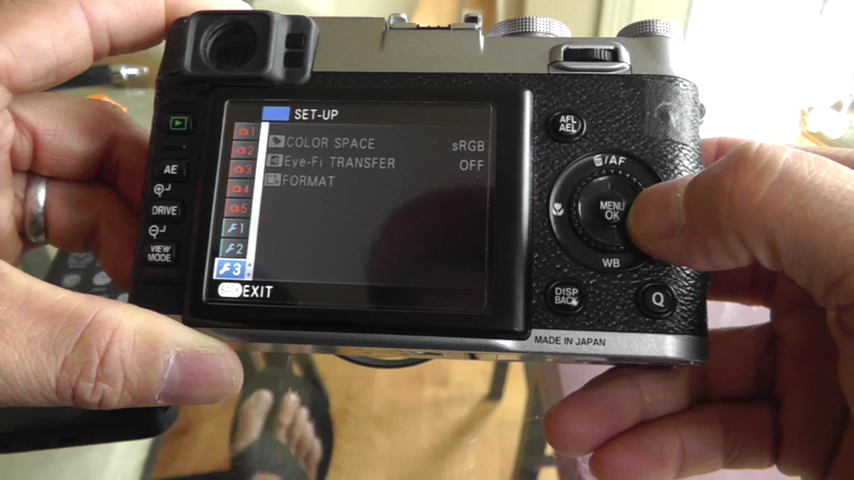 SET-UP
1
2
3
4
5
1
2
3
COLOR SPACE sRGB
Eye-Fi TRANSFER OFF
FORMAT
BACK EXIT
AE
DRIVE
VIEW
MODE
AFL
AEL
/AF
MENU
OK
WB
DISP
BACK
Q
MADE IN JAPAN